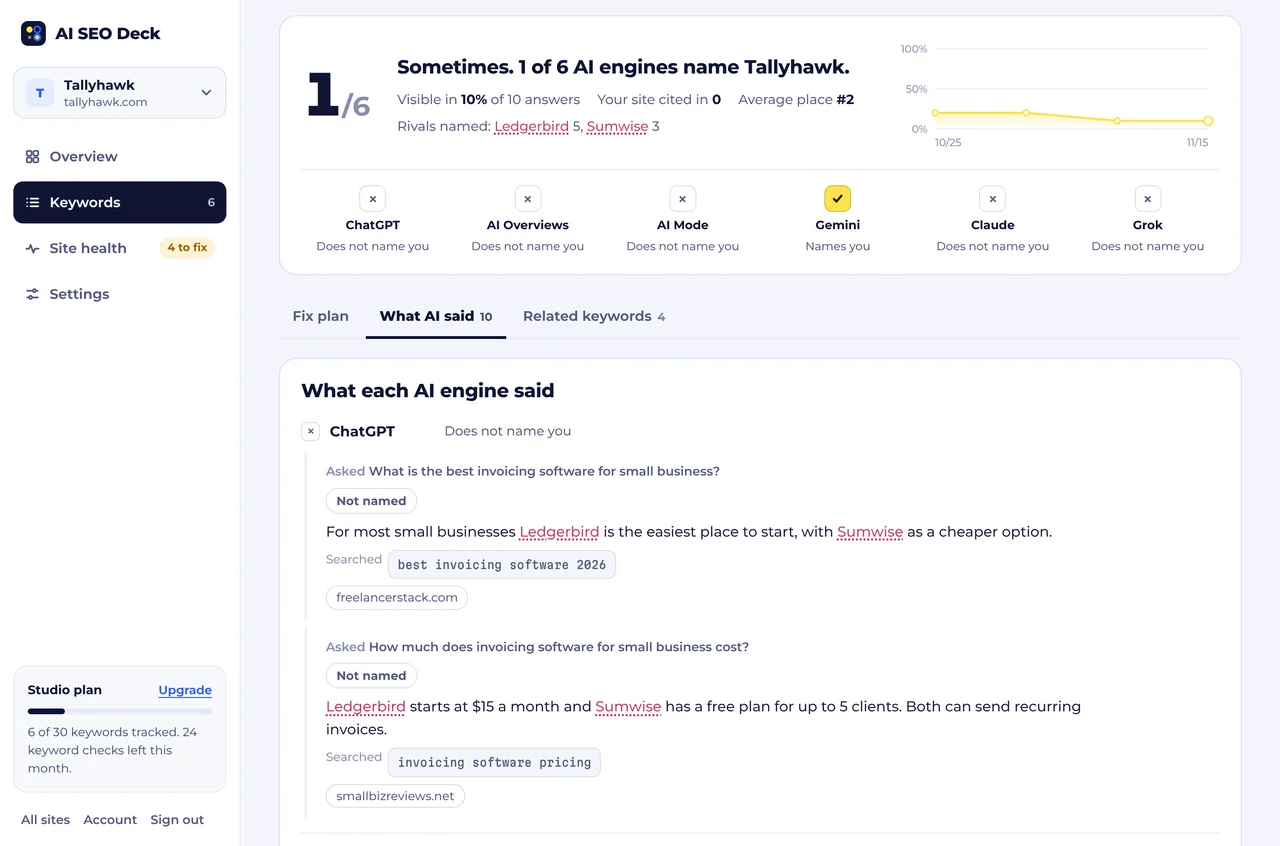 AI SEO Deck
T
Tallyhawk
tallyhawk.com
Overview
Keywords 6
Site health 4 to fix
Settings
Studio plan Upgrade
6 of 30 keywords tracked. 24
keyword checks left this
month.
All sites Account Sign out
1/6
Sometimes. 1 of 6 AI engines name Tallyhawk.
Visible in 10% of 10 answers Your site cited in 0 Average place #2
Rivals named: Ledgerbird 5, Sumwise 3
100%
50%
0%
10/25 11/15
ChatGPT
Does not name you
AI Overviews
Does not name you
AI Mode
Does not name you
Gemini
Names you
Claude
Does not name you
Grok
Does not name you
Fix plan What AI said 10 Related keywords 4
What each AI engine said
ChatGPT Does not name you
Asked What is the best invoicing software for small business?
Not named
For most small businesses Ledgerbird is the easiest place to start, with Sumwise as a cheaper option.
Searched best invoicing software 2026
freelancerstack.com
Asked How much does invoicing software for small business cost?
Not named
Ledgerbird starts at $15 a month and Sumwise has a free plan for up to 5 clients. Both can send recurring
invoices.
Searched invoicing software pricing
smallbizreviews.net